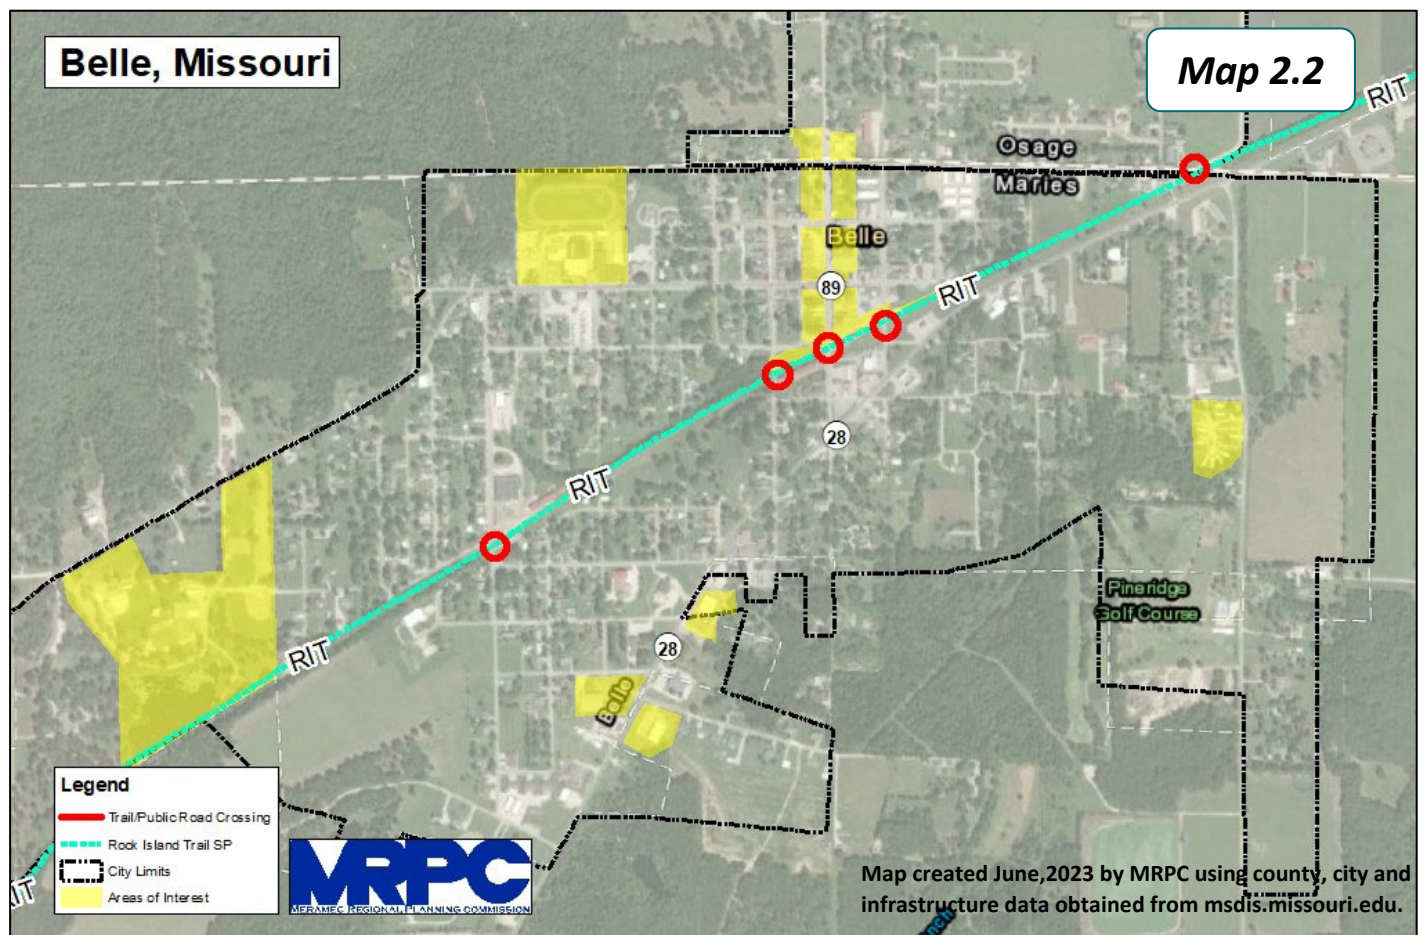 Belle, Missouri
Map 2.2
RIT
Osage
Maries
Belle
89
RIT
28
RIT
Pineridge
Golf Course
28
RIT
Belle
Legend
Trail/Public Road Crossing
Rock Island Trail SP
City Limits
Areas of Interest
MRPC
MERAMEC REGIONAL PLANNING COMMISSION
Map created June,2023 by MRPC using county, city and
infrastructure data obtained from msdis.missouri.edu.